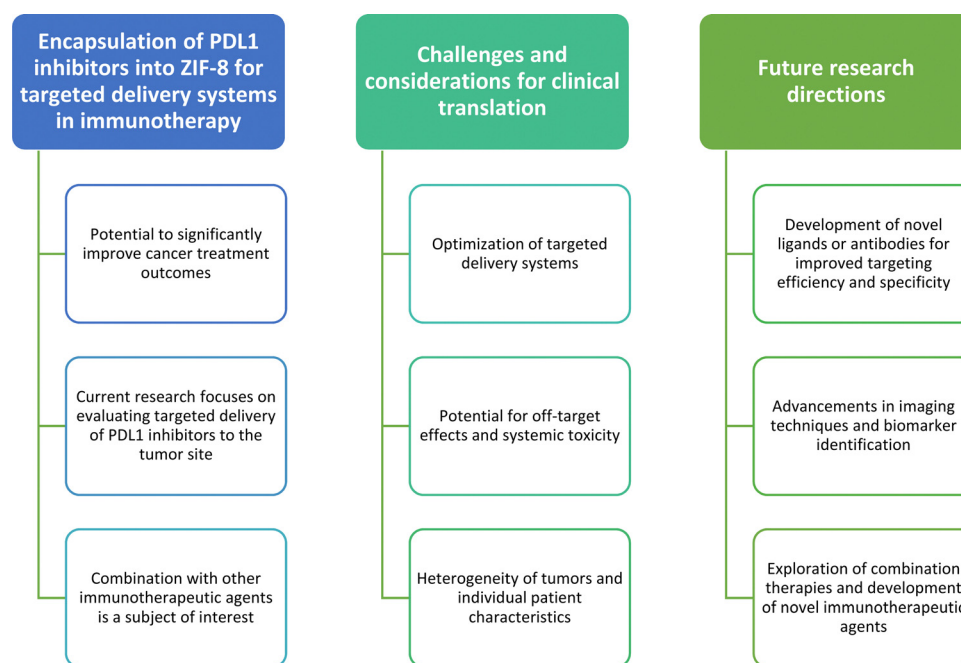 Encapsulation of PDL1
inhibitors into ZIF-8 for
targeted delivery systems
in immunotherapy
Potential to significantly
improve cancer treatment
outcomes
Current research focuses on
evaluating targeted delivery
of PDL1 inhibitors to the
tumor site
Combination with other
immunotherapeutic agents
is a subject of interest
Challenges and
considerations for clinical
translation
Optimization of targeted
delivery systems
Potential for off-target
effects and systemic toxicity
Heterogeneity of tumors and
individual patient
characteristics
Future research
directions
Development of novel
ligands or antibodies for
improved targeting
efficiency and specificity
Advancements in imaging
techniques and biomarker
identification
Exploration of combination
therapies and development
of novel immunotherapeutic
agents